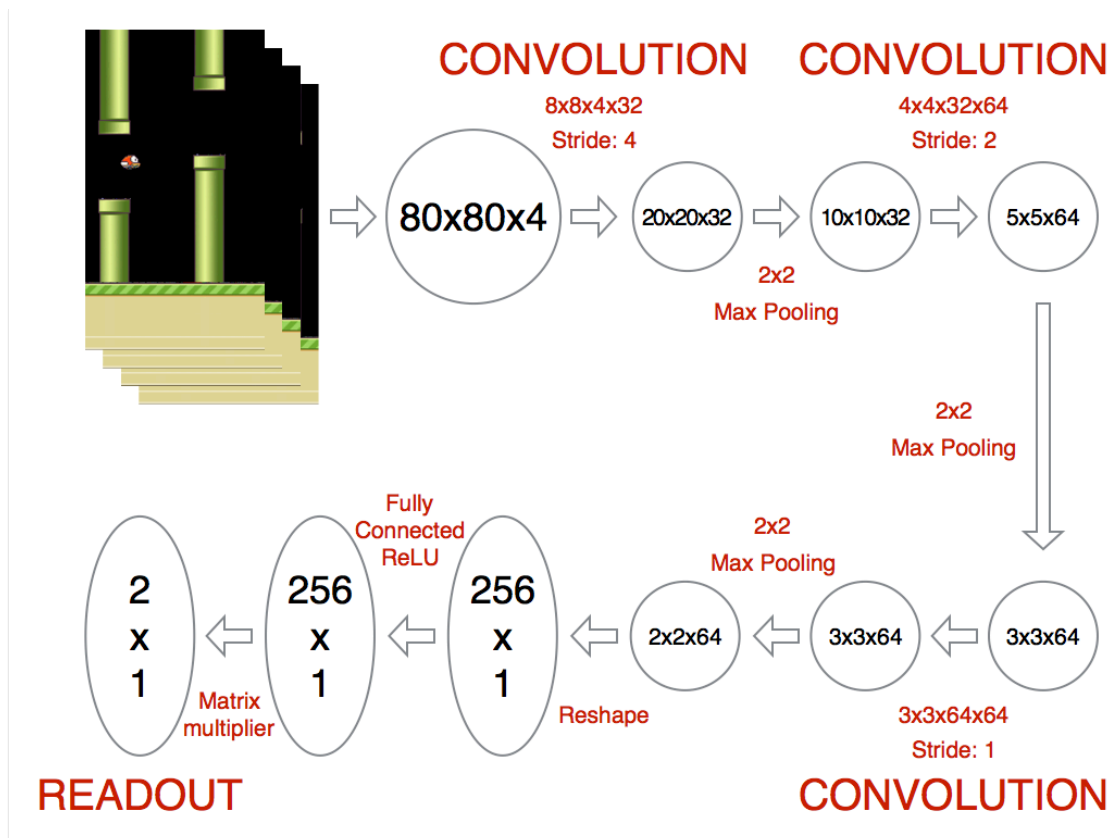 CONVOLUTION
8x8x4x32
Stride: 4
CONVOLUTION
4x4x32x64
Stride: 2
80x80x4
20x20x32
10x10x32
5x5x64
2x2
Max Pooling
2x2
Max Pooling
3x3x64
3x3x64x64
Stride: 1
CONVOLUTION
3x3x64
2x2
Max Pooling
2x2x64
Reshape
256
x
1
Fully
Connected
ReLU
256
x
1
Matrix
multiplier
2
x
1
READOUT